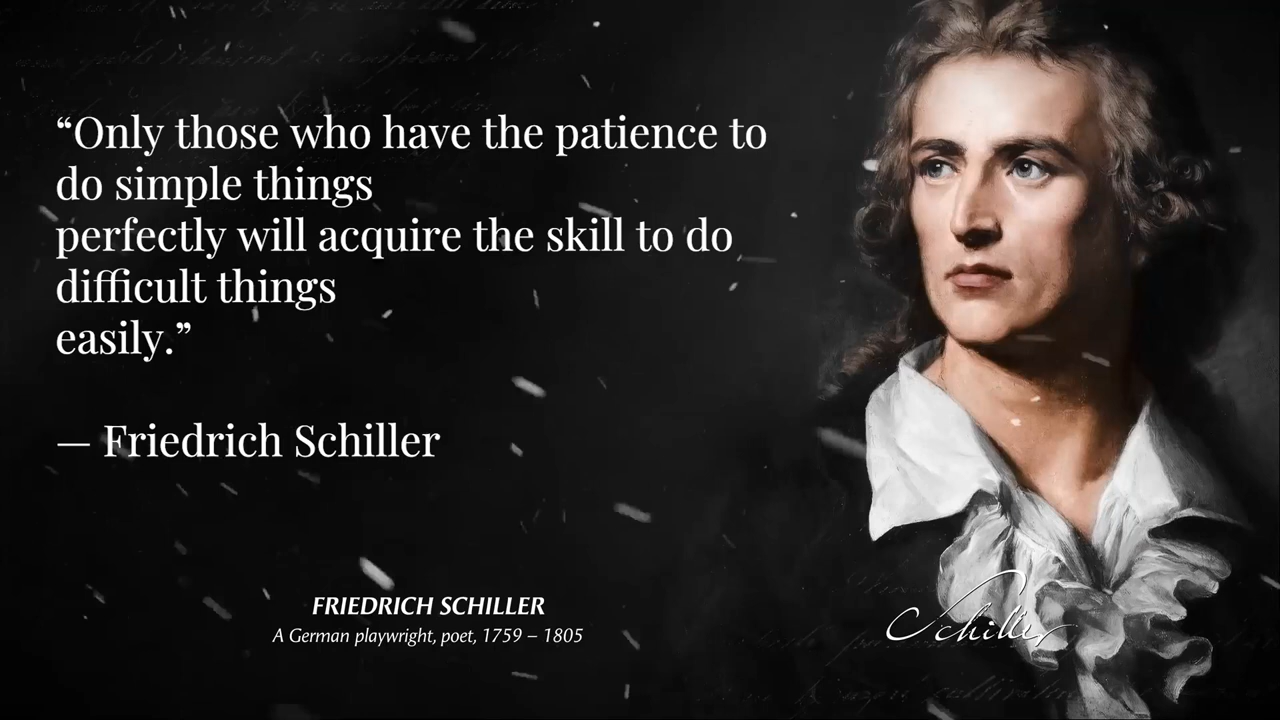 “Only those who have the patience to
do simple things
perfectly will acquire the skill to do
difficult things
easily.”
— Friedrich Schiller
FRIEDRICH SCHILLER
A German playwright, poet, 1759 – 1805
Schiller